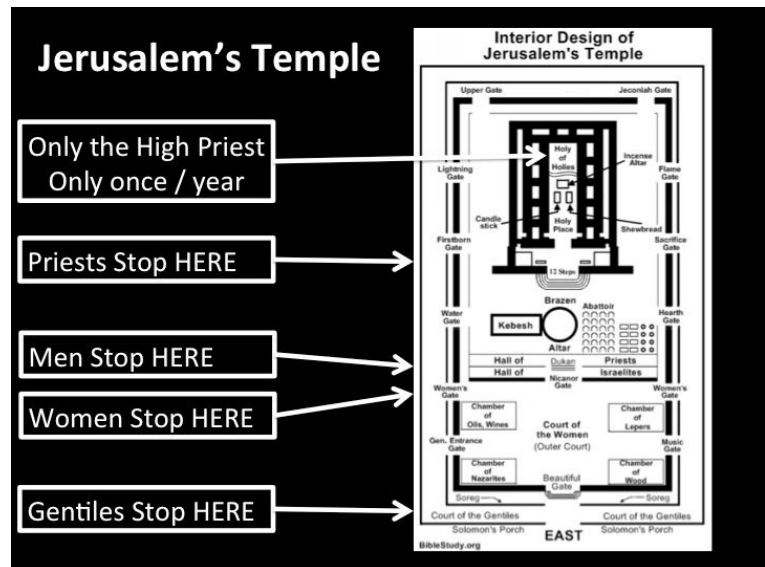 Jerusalem’s Temple
Only the High Priest
Only once / year
Priests Stop HERE
Men Stop HERE
Women Stop HERE
Gentiles Stop HERE
Interior Design of
Jerusalem's Temple
Upper Gate
Jeconiah Gate
Holy
of
Holies
Incense
Altar
Lightning
Gate
Flame
Gate
Candle
stick
Holy
Place
Shewbread
Firstborn
Gate
Sacrifice
Gate
12 Steps
Water
Gate
Brazen
Altar
Kebesh
Abattoir
Hearth
Gate
Hall of
Dukan
Priests
Hall of
Israelites
Nicanor
Gate
Women's
Gate
Women's
Gate
Chamber
of
Oils, Wines
Court of
the Women
(Outer Court)
Chamber
of
Lepers
Gen. Entrance
Gate
Music
Gate
Chamber
of
Nazarites
Beautiful
Gate
Chamber
of
Wood
Soreg
Soreg
Court of the Gentiles
Court of the Gentiles
Solomon's Porch
Solomon's Porch
EAST
BibleStudy.org